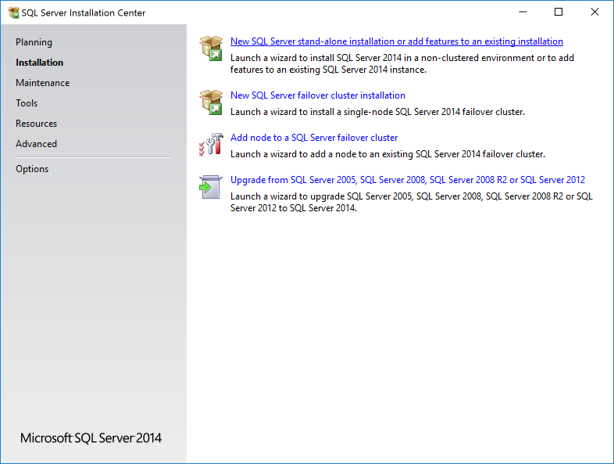 SQL Server Installation Center
Planning
Installation
Maintenance
Tools
Resources
Advanced
Options
New SQL Server stand-alone installation or add features to an existing installation
Launch a wizard to install SQL Server 2014 in a non-clustered environment or to add
features to an existing SQL Server 2014 instance.
New SQL Server failover cluster installation
Launch a wizard to install a single-node SQL Server 2014 failover cluster.
Add node to a SQL Server failover cluster
Launch a wizard to add a node to an existing SQL Server 2014 failover cluster.
Upgrade from SQL Server 2005, SQL Server 2008, SQL Server 2008 R2 or SQL Server 2012
Launch a wizard to upgrade SQL Server 2005, SQL Server 2008, SQL Server 2008 R2 or SQL
Server 2012 to SQL Server 2014.
Microsoft SQL Server 2014